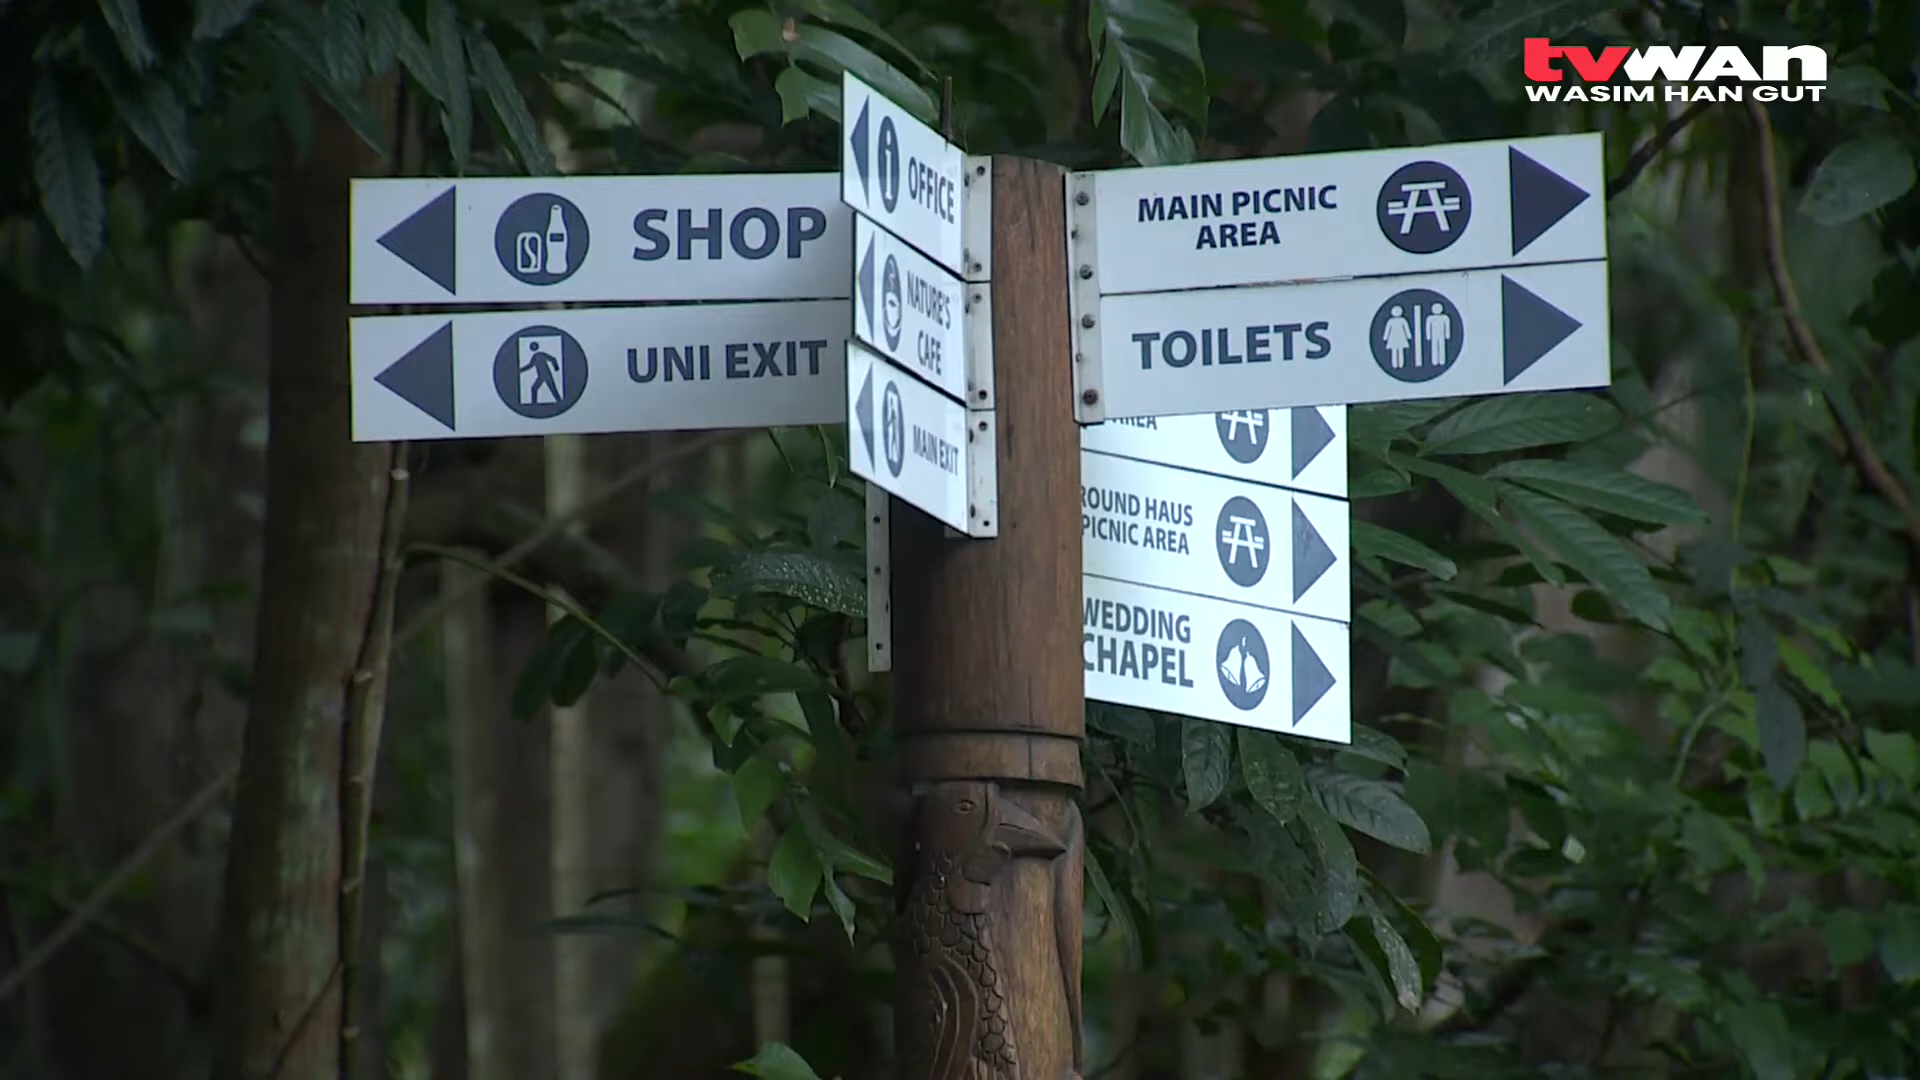 tvwan
WASIM HAN GUT
OFFICE
SHOP
MAIN PICNIC
AREA
NATURE'S
CAFE
UNI EXIT
TOILETS
MAIN EXIT
AREA
ROUND HAUS
PICNIC AREA
WEDDING
CHAPEL